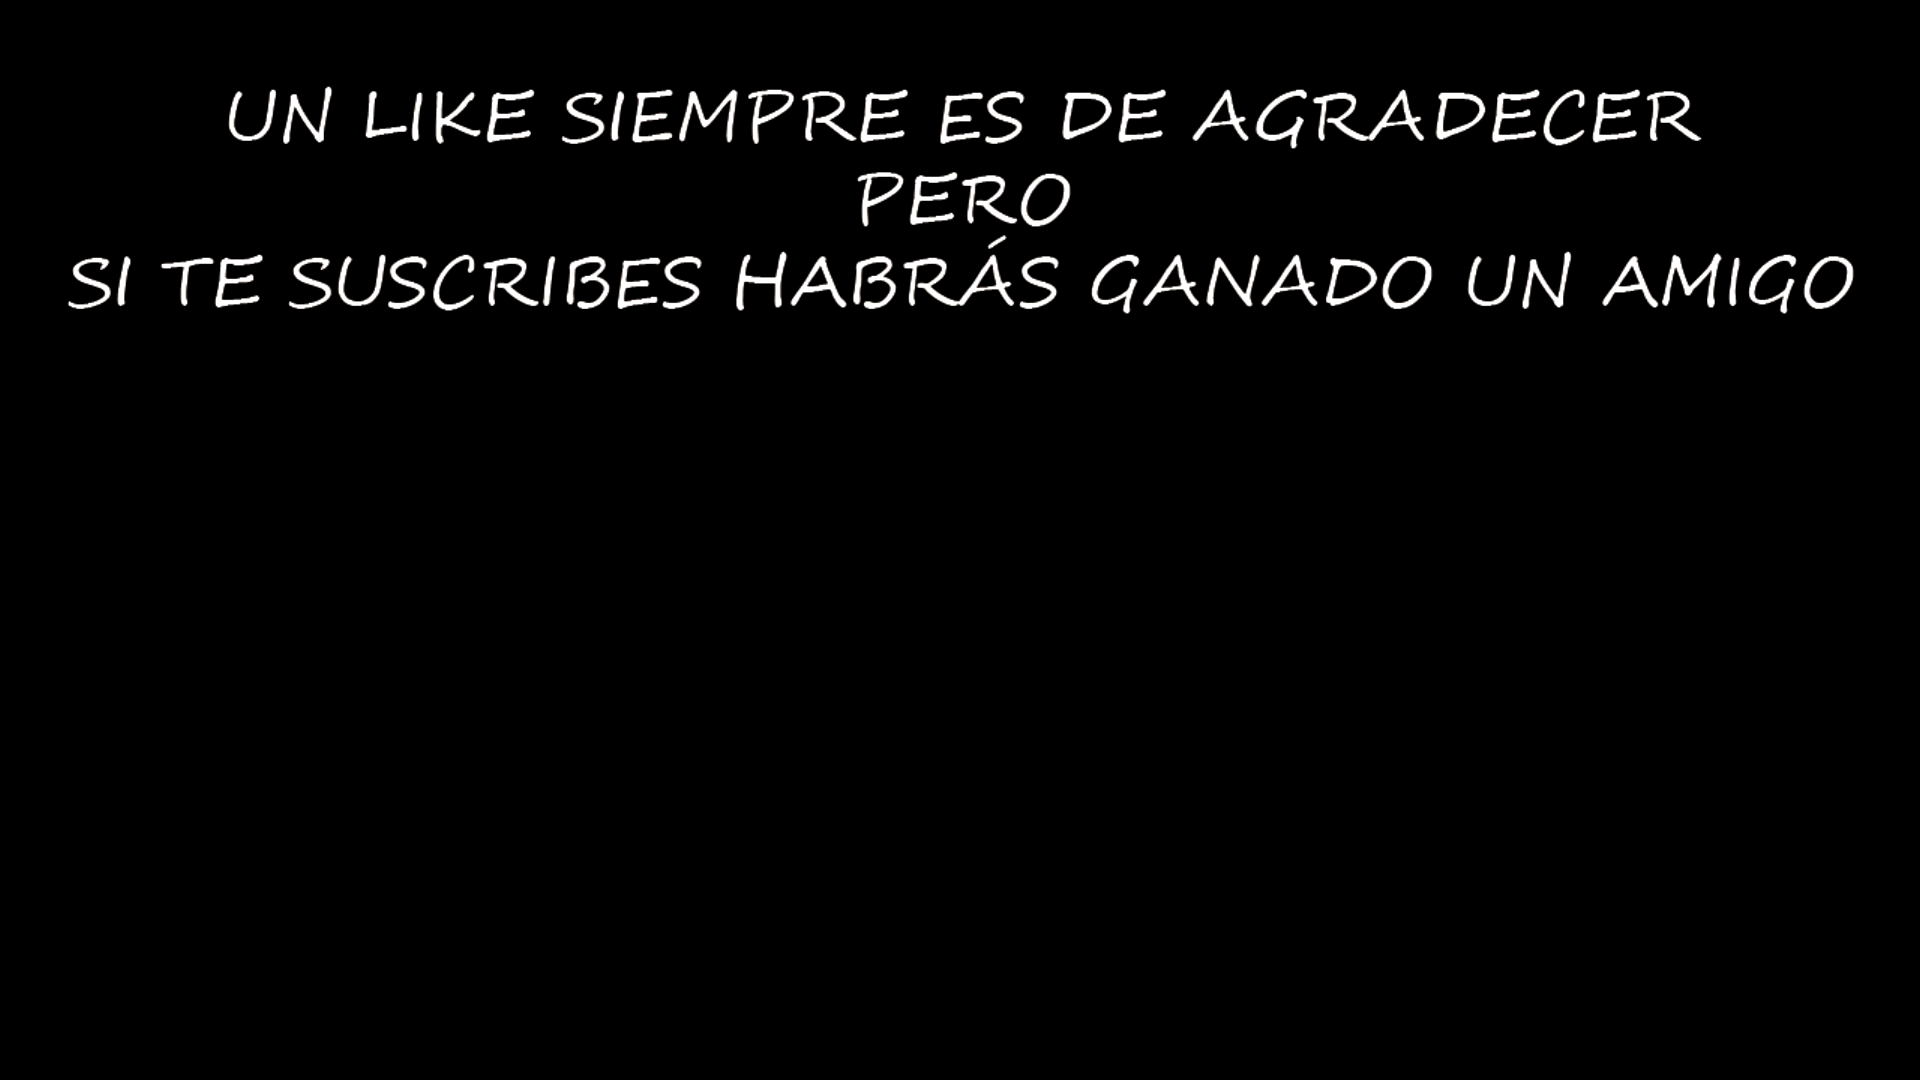 UN LIKE SIEMPRE ES DE AGRADECER
PERO
SI TE SUSCRIBES HABRÁS GANADO UN AMIGO